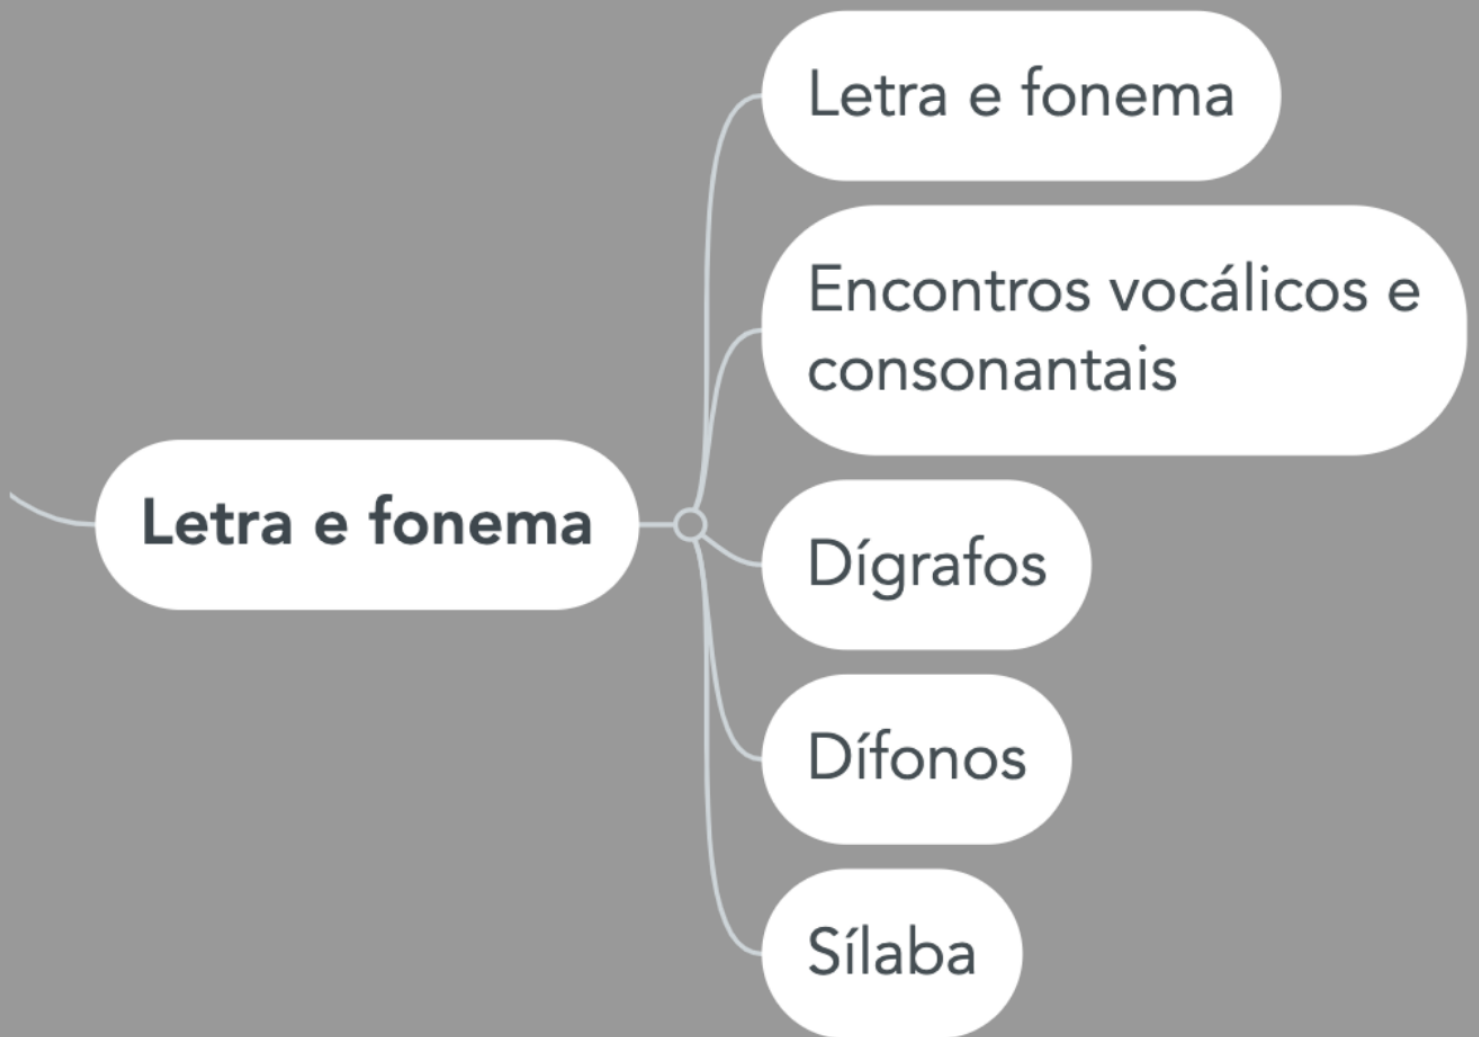 Letra e fonema
Letra e fonema
Encontros vocálicos e
consonantais
Dígrafos
Dífonos
Sílaba